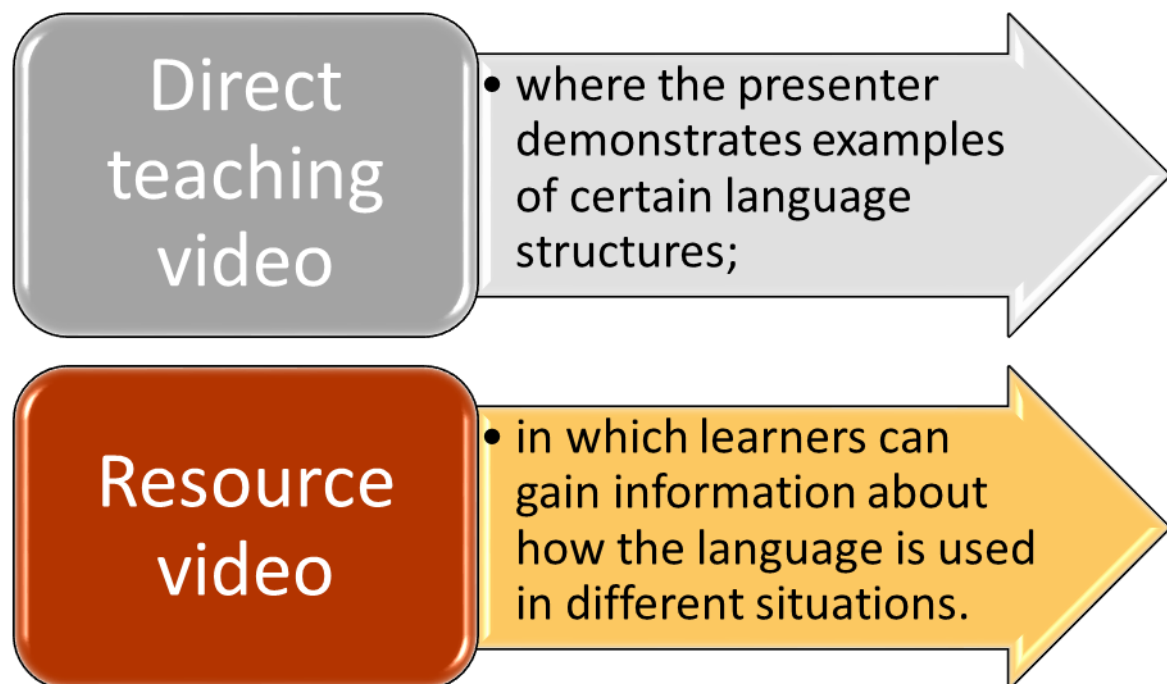 Direct
teaching
video
• where the presenter
demonstrates examples
of certain language
structures;
Resource
video
• in which learners can
gain information about
how the language is used
in different situations.